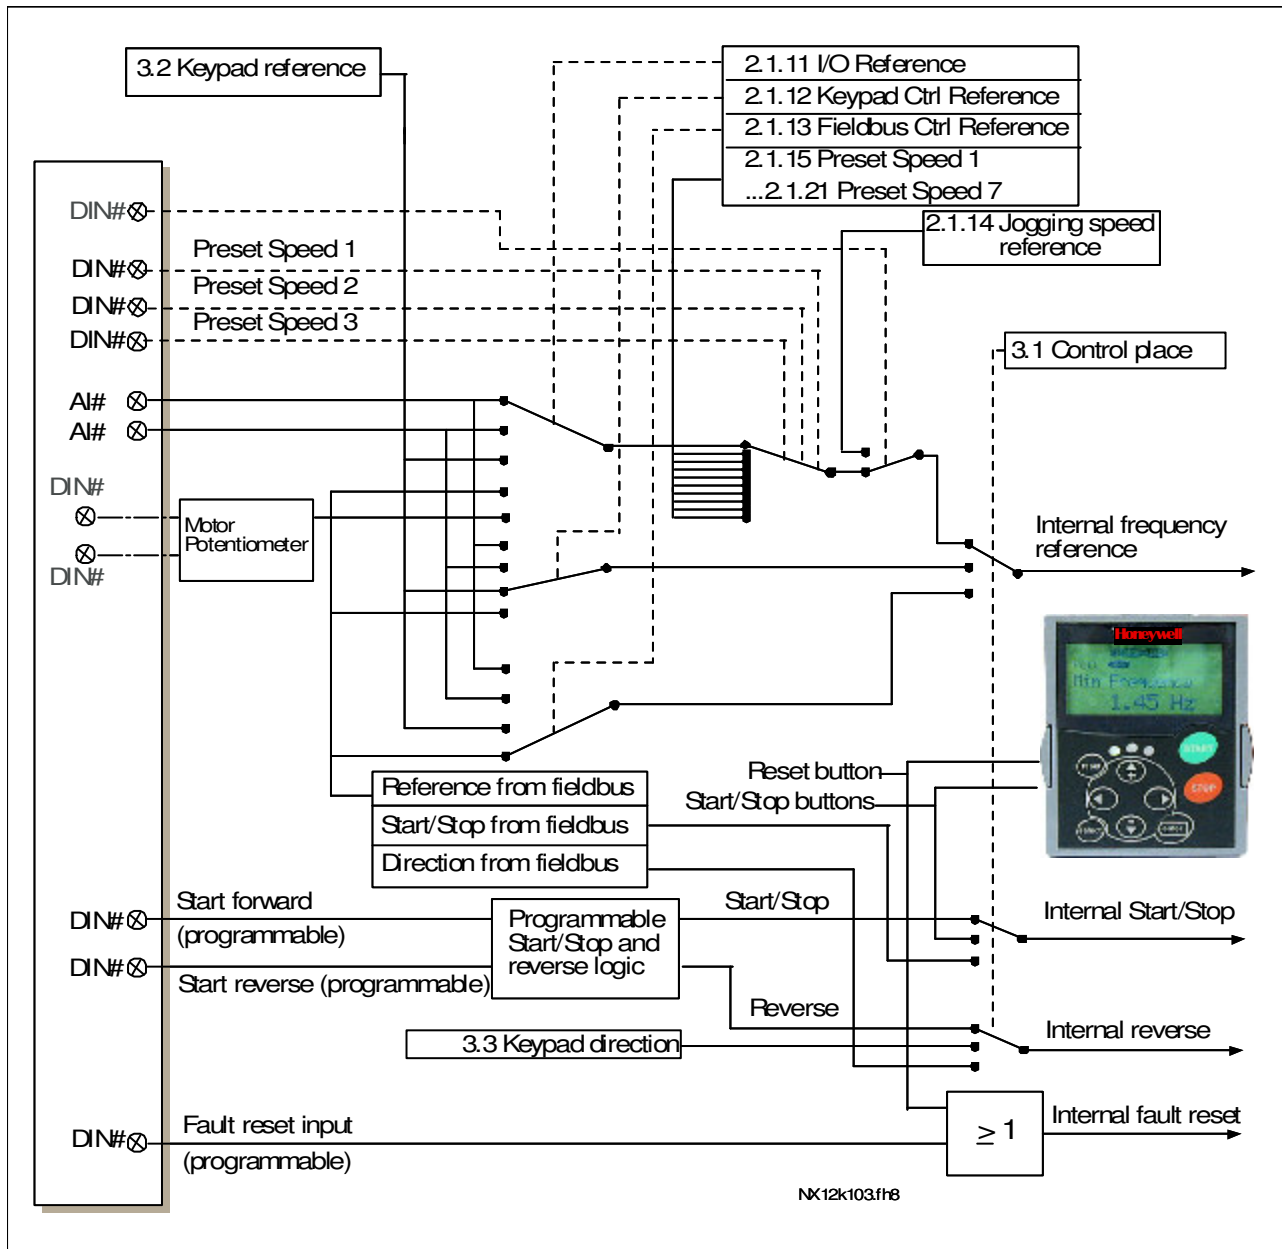 3.2 Keypad reference
2.1.11 I/O Reference
2.1.12 Keypad Ctrl Reference
2.1.13 Fieldbus Ctrl Reference
2.1.15 Preset Speed 1
...2.1.21 Preset Speed 7
2.1.14 Jogging speed
reference
DIN#
Preset Speed 1
DIN#
Preset Speed 2
DIN#
Preset Speed 3
DIN#
3.1 Control place
AI#
AI#
DIN#
Motor
Potentiometer
DIN#
Internal frequency
reference
Honeywell
Min Frequence
1.45 Hz
START
STOP
Reset button
Start/Stop buttons
Reference from fieldbus
Start/Stop from fieldbus
Direction from fieldbus
DIN#
Start forward
(programmable)
DIN#
Start reverse (programmable)
Programmable
Start/Stop and
reverse logic
Start/Stop
Internal Start/Stop
Reverse
3.3 Keypad direction
Internal reverse
DIN#
Fault reset input
(programmable)
≥ 1
Internal fault reset
NX12k103.fh8